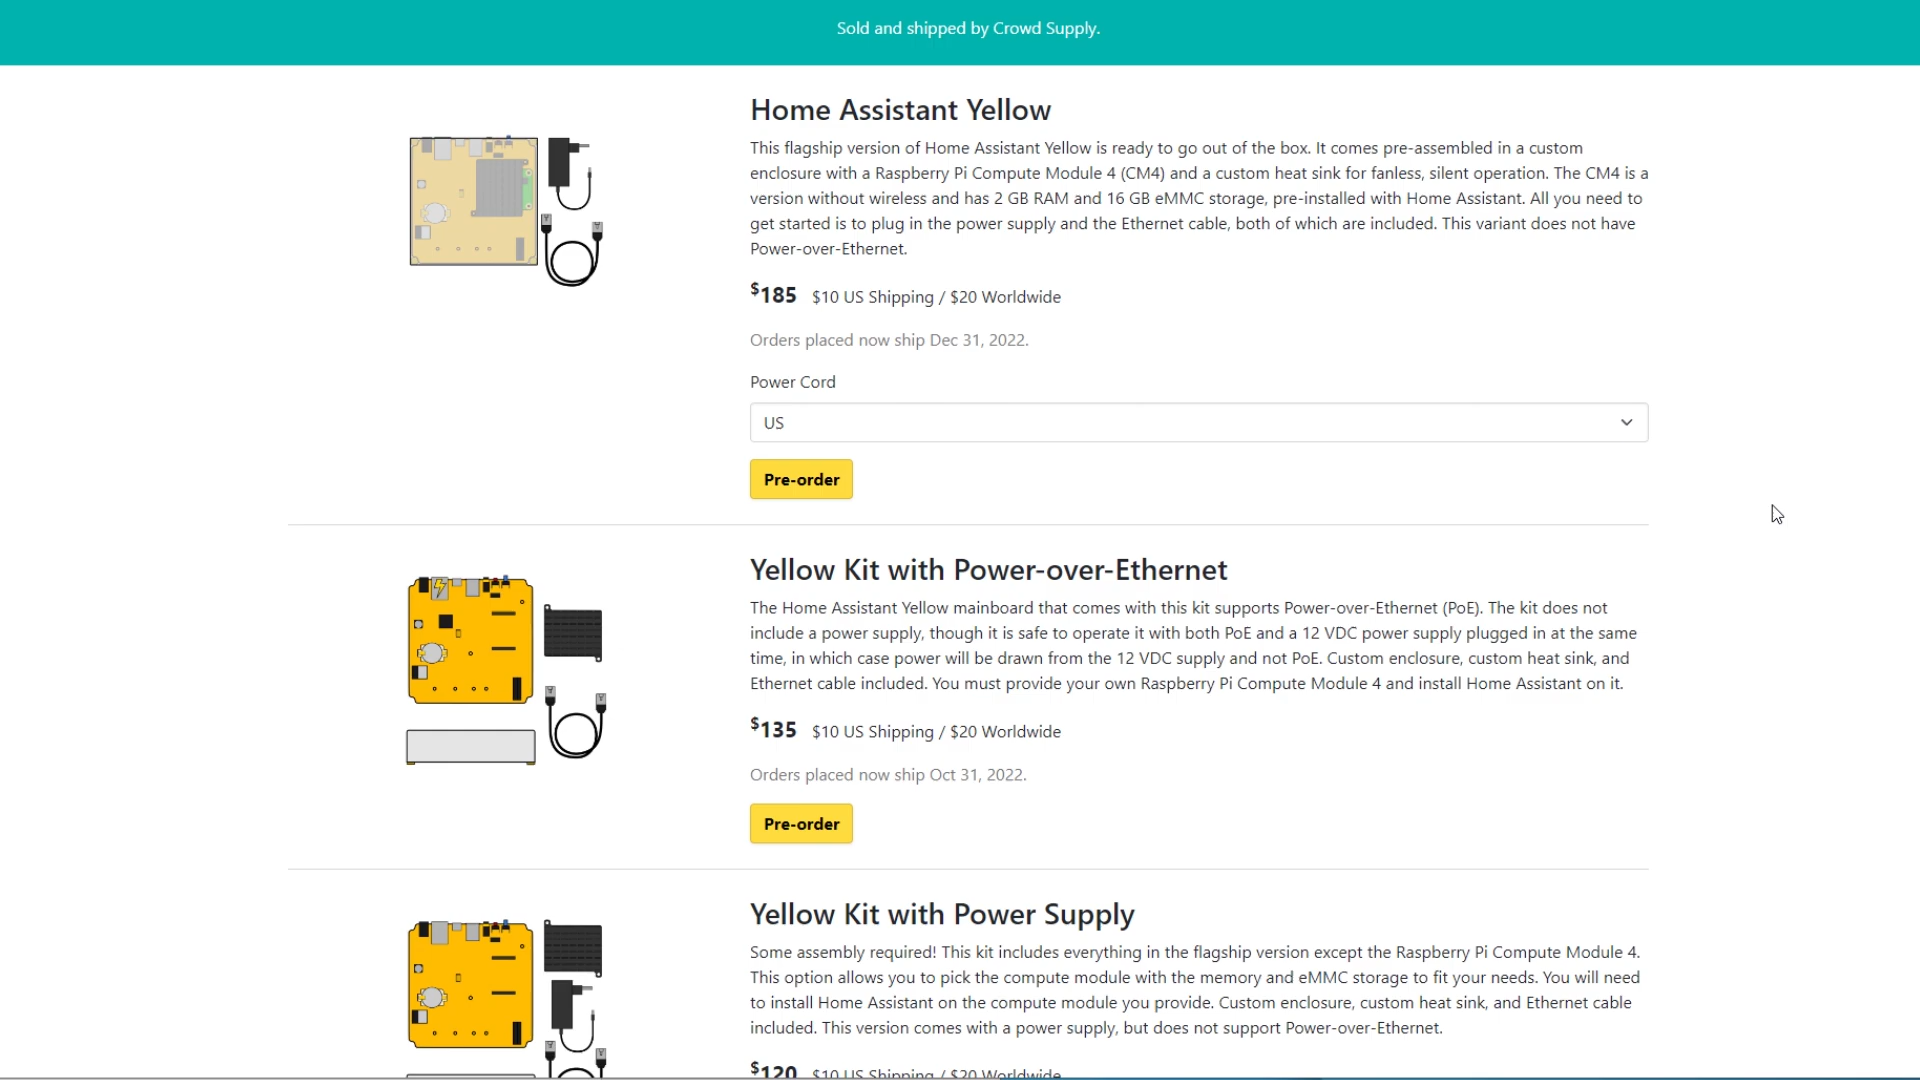 Sold and shipped by Crowd Supply.
Home Assistant Yellow
This flagship version of Home Assistant Yellow is ready to go out of the box. It comes pre-assembled in a custom
enclosure with a Raspberry Pi Compute Module 4 (CM4) and a custom heat sink for fanless, silent operation. The CM4 is a
version without wireless and has 2 GB RAM and 16 GB eMMC storage, pre-installed with Home Assistant. All you need to
get started is to plug in the power supply and the Ethernet cable, both of which are included. This variant does not have
Power-over-Ethernet.
$185 $10 US Shipping / $20 Worldwide
Orders placed now ship Dec 31, 2022.
Power Cord
US
Pre-order
Yellow Kit with Power-over-Ethernet
The Home Assistant Yellow mainboard that comes with this kit supports Power-over-Ethernet (PoE). The kit does not
include a power supply, though it is safe to operate it with both PoE and a 12 VDC power supply plugged in at the same
time, in which case power will be drawn from the 12 VDC supply and not PoE. Custom enclosure, custom heat sink, and
Ethernet cable included. You must provide your own Raspberry Pi Compute Module 4 and install Home Assistant on it.
$135 $10 US Shipping / $20 Worldwide
Orders placed now ship Oct 31, 2022.
Pre-order
Yellow Kit with Power Supply
Some assembly required! This kit includes everything in the flagship version except the Raspberry Pi Compute Module 4.
This option allows you to pick the compute module with the memory and eMMC storage to fit your needs. You will need
to install Home Assistant on the compute module you provide. Custom enclosure, custom heat sink, and Ethernet cable
included. This version comes with a power supply, but does not support Power-over-Ethernet.
$120 $10 US Shipping / $20 Worldwide